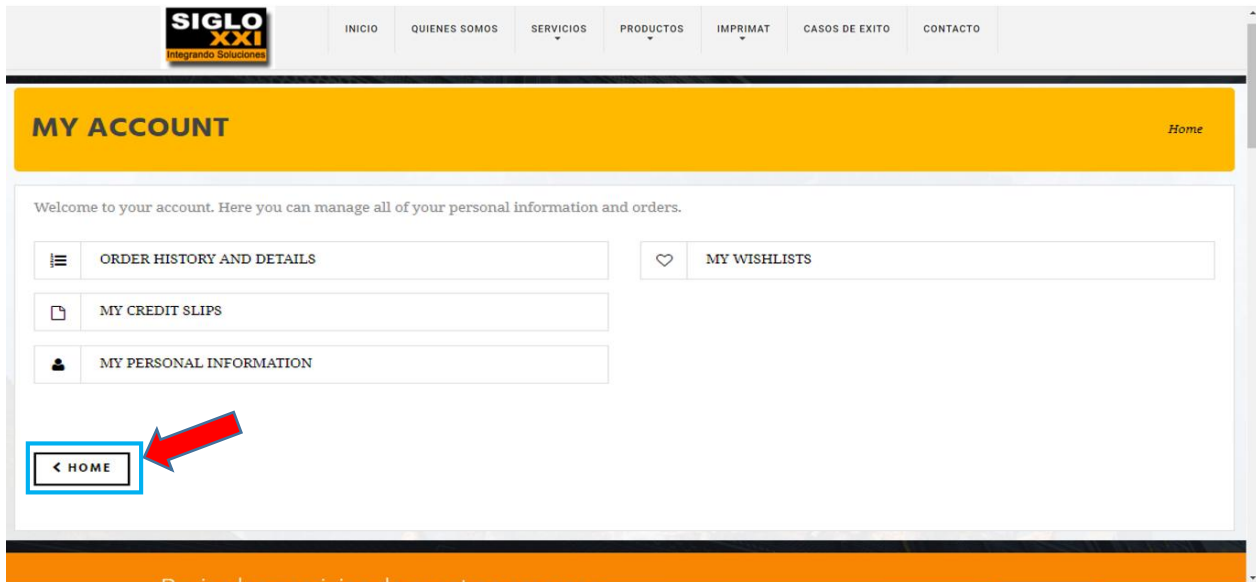 SIGLO
XXI
Integrando Soluciones
INICIO QUIENES SOMOS SERVICIOS PRODUCTOS IMPRIMAT CASOS DE EXITO CONTACTO
MY ACCOUNT
Home
Welcome to your account. Here you can manage all of your personal information and orders.
ORDER HISTORY AND DETAILS
MY WISHLISTS
MY CREDIT SLIPS
MY PERSONAL INFORMATION
HOME